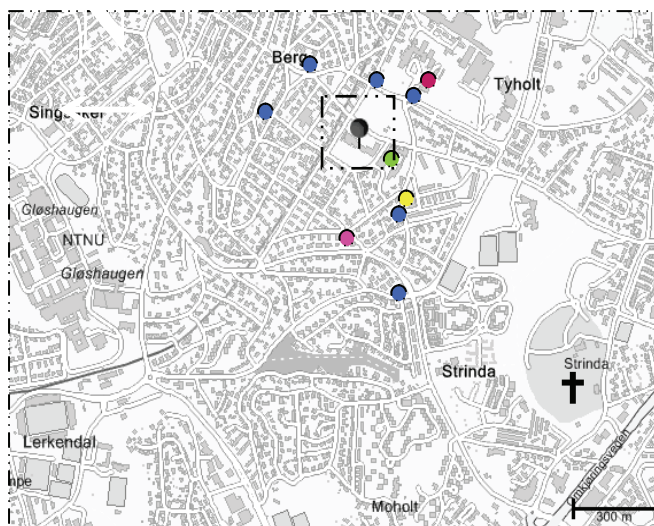 Berg
Tyholt
Gløshaugen
NTNU
Gløshaugen
Strinda
Strinda
Lerkendal
Moholt
Omkjøringsvegen
300 m